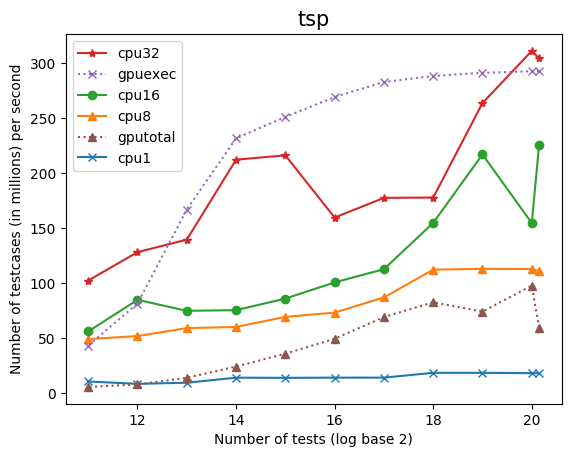 tsp
cpu32
gpuexec
cpu16
cpu8
gputotal
cpu1
Number of testcases (in millions) per second
300
250
200
150
100
50
0
12
14
16
18
20
Number of tests (log base 2)